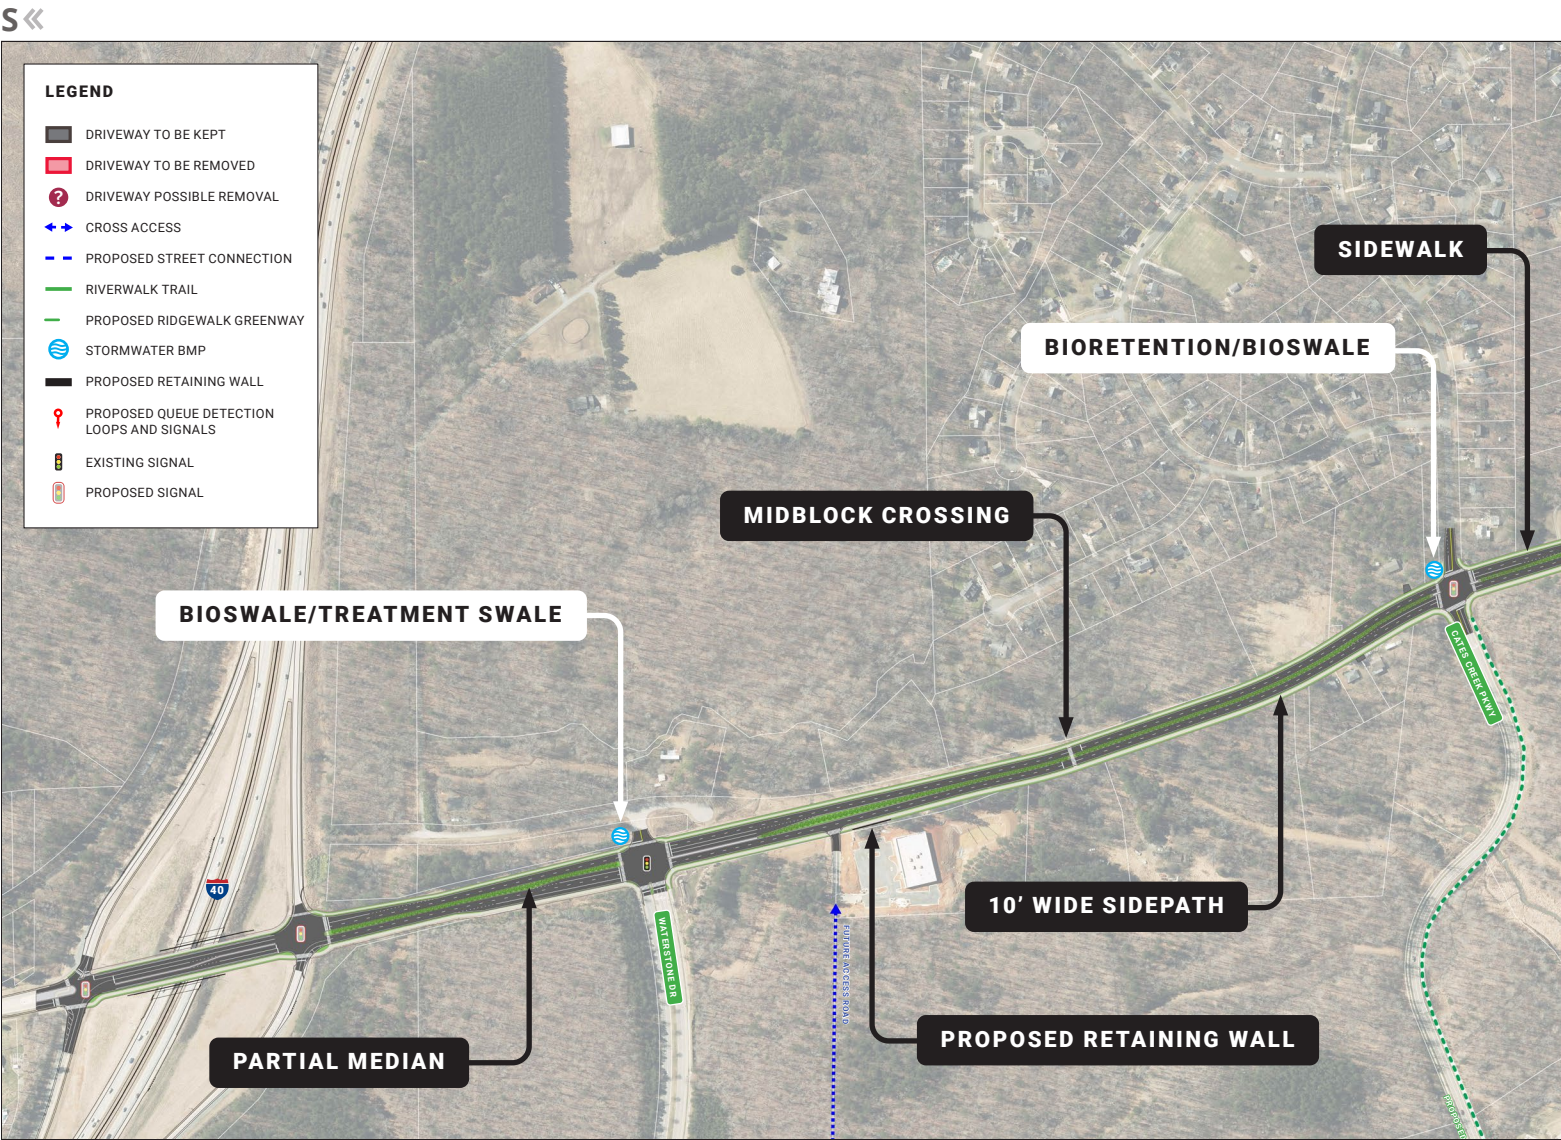 S
LEGEND
DRIVEWAY TO BE KEPT
DRIVEWAY TO BE REMOVED
?
DRIVEWAY POSSIBLE REMOVAL
CROSS ACCESS
PROPOSED STREET CONNECTION
RIVERWALK TRAIL
PROPOSED RIDGEWALK GREENWAY
STORMWATER BMP
PROPOSED RETAINING WALL
PROPOSED QUEUE DETECTION
LOOPS AND SIGNALS
EXISTING SIGNAL
PROPOSED SIGNAL
SIDEWALK
BIORETENTION/BIOSWALE
MIDBLOCK CROSSING
BIOSWALE/TREATMENT SWALE
CATES CREEK PKWY
40
10’ WIDE SIDEPATH
WATERSTONE DR
FUTURE ACCESS ROAD
PROPOSED RETAINING WALL
PARTIAL MEDIAN
PROPOSED